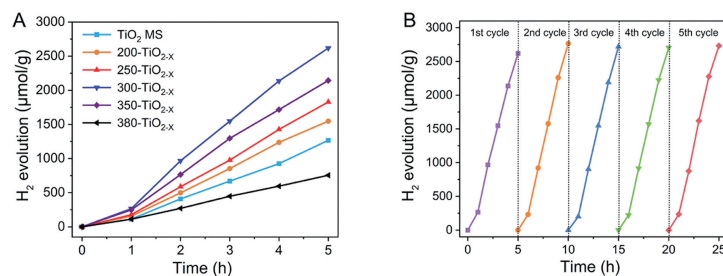 A
H₂ evolution (μmol/g)
3000
2500
2000
1500
1000
500
0
TiO₂ MS
200-TiO₂₋ₓ
250-TiO₂₋ₓ
300-TiO₂₋ₓ
350-TiO₂₋ₓ
380-TiO₂₋ₓ
0 1 2 3 4 5
Time (h)
B
H₂ evolution (μmol/g)
3000
2500
2000
1500
1000
500
0
1st cycle 2nd cycle 3rd cycle 4th cycle 5th cycle
0 5 10 15 20 25
Time (h)